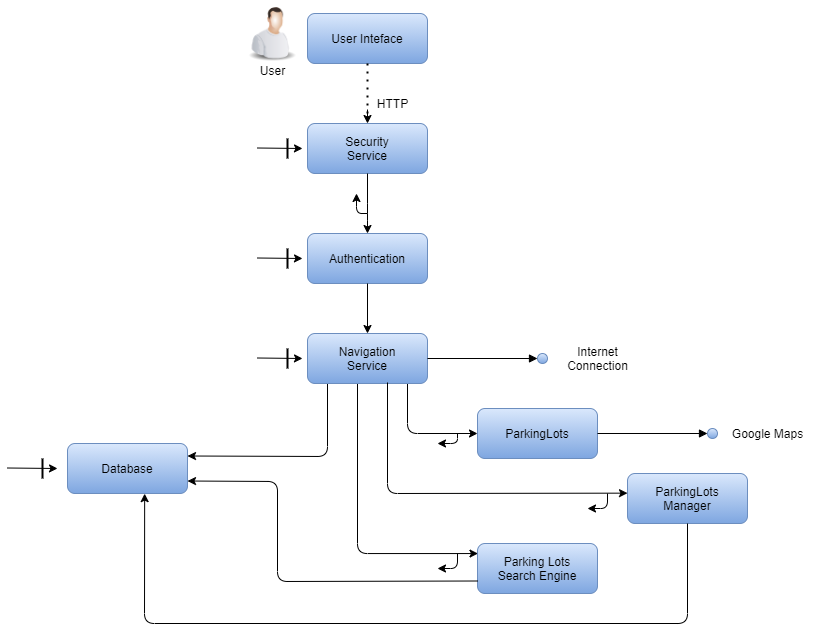 User Inteface
User
HTTP
Security
Service
Authentication
Navigation
Service
Internet
Connection
ParkingLots
Google Maps
Database
ParkingLots
Manager
Parking Lots
Search Engine